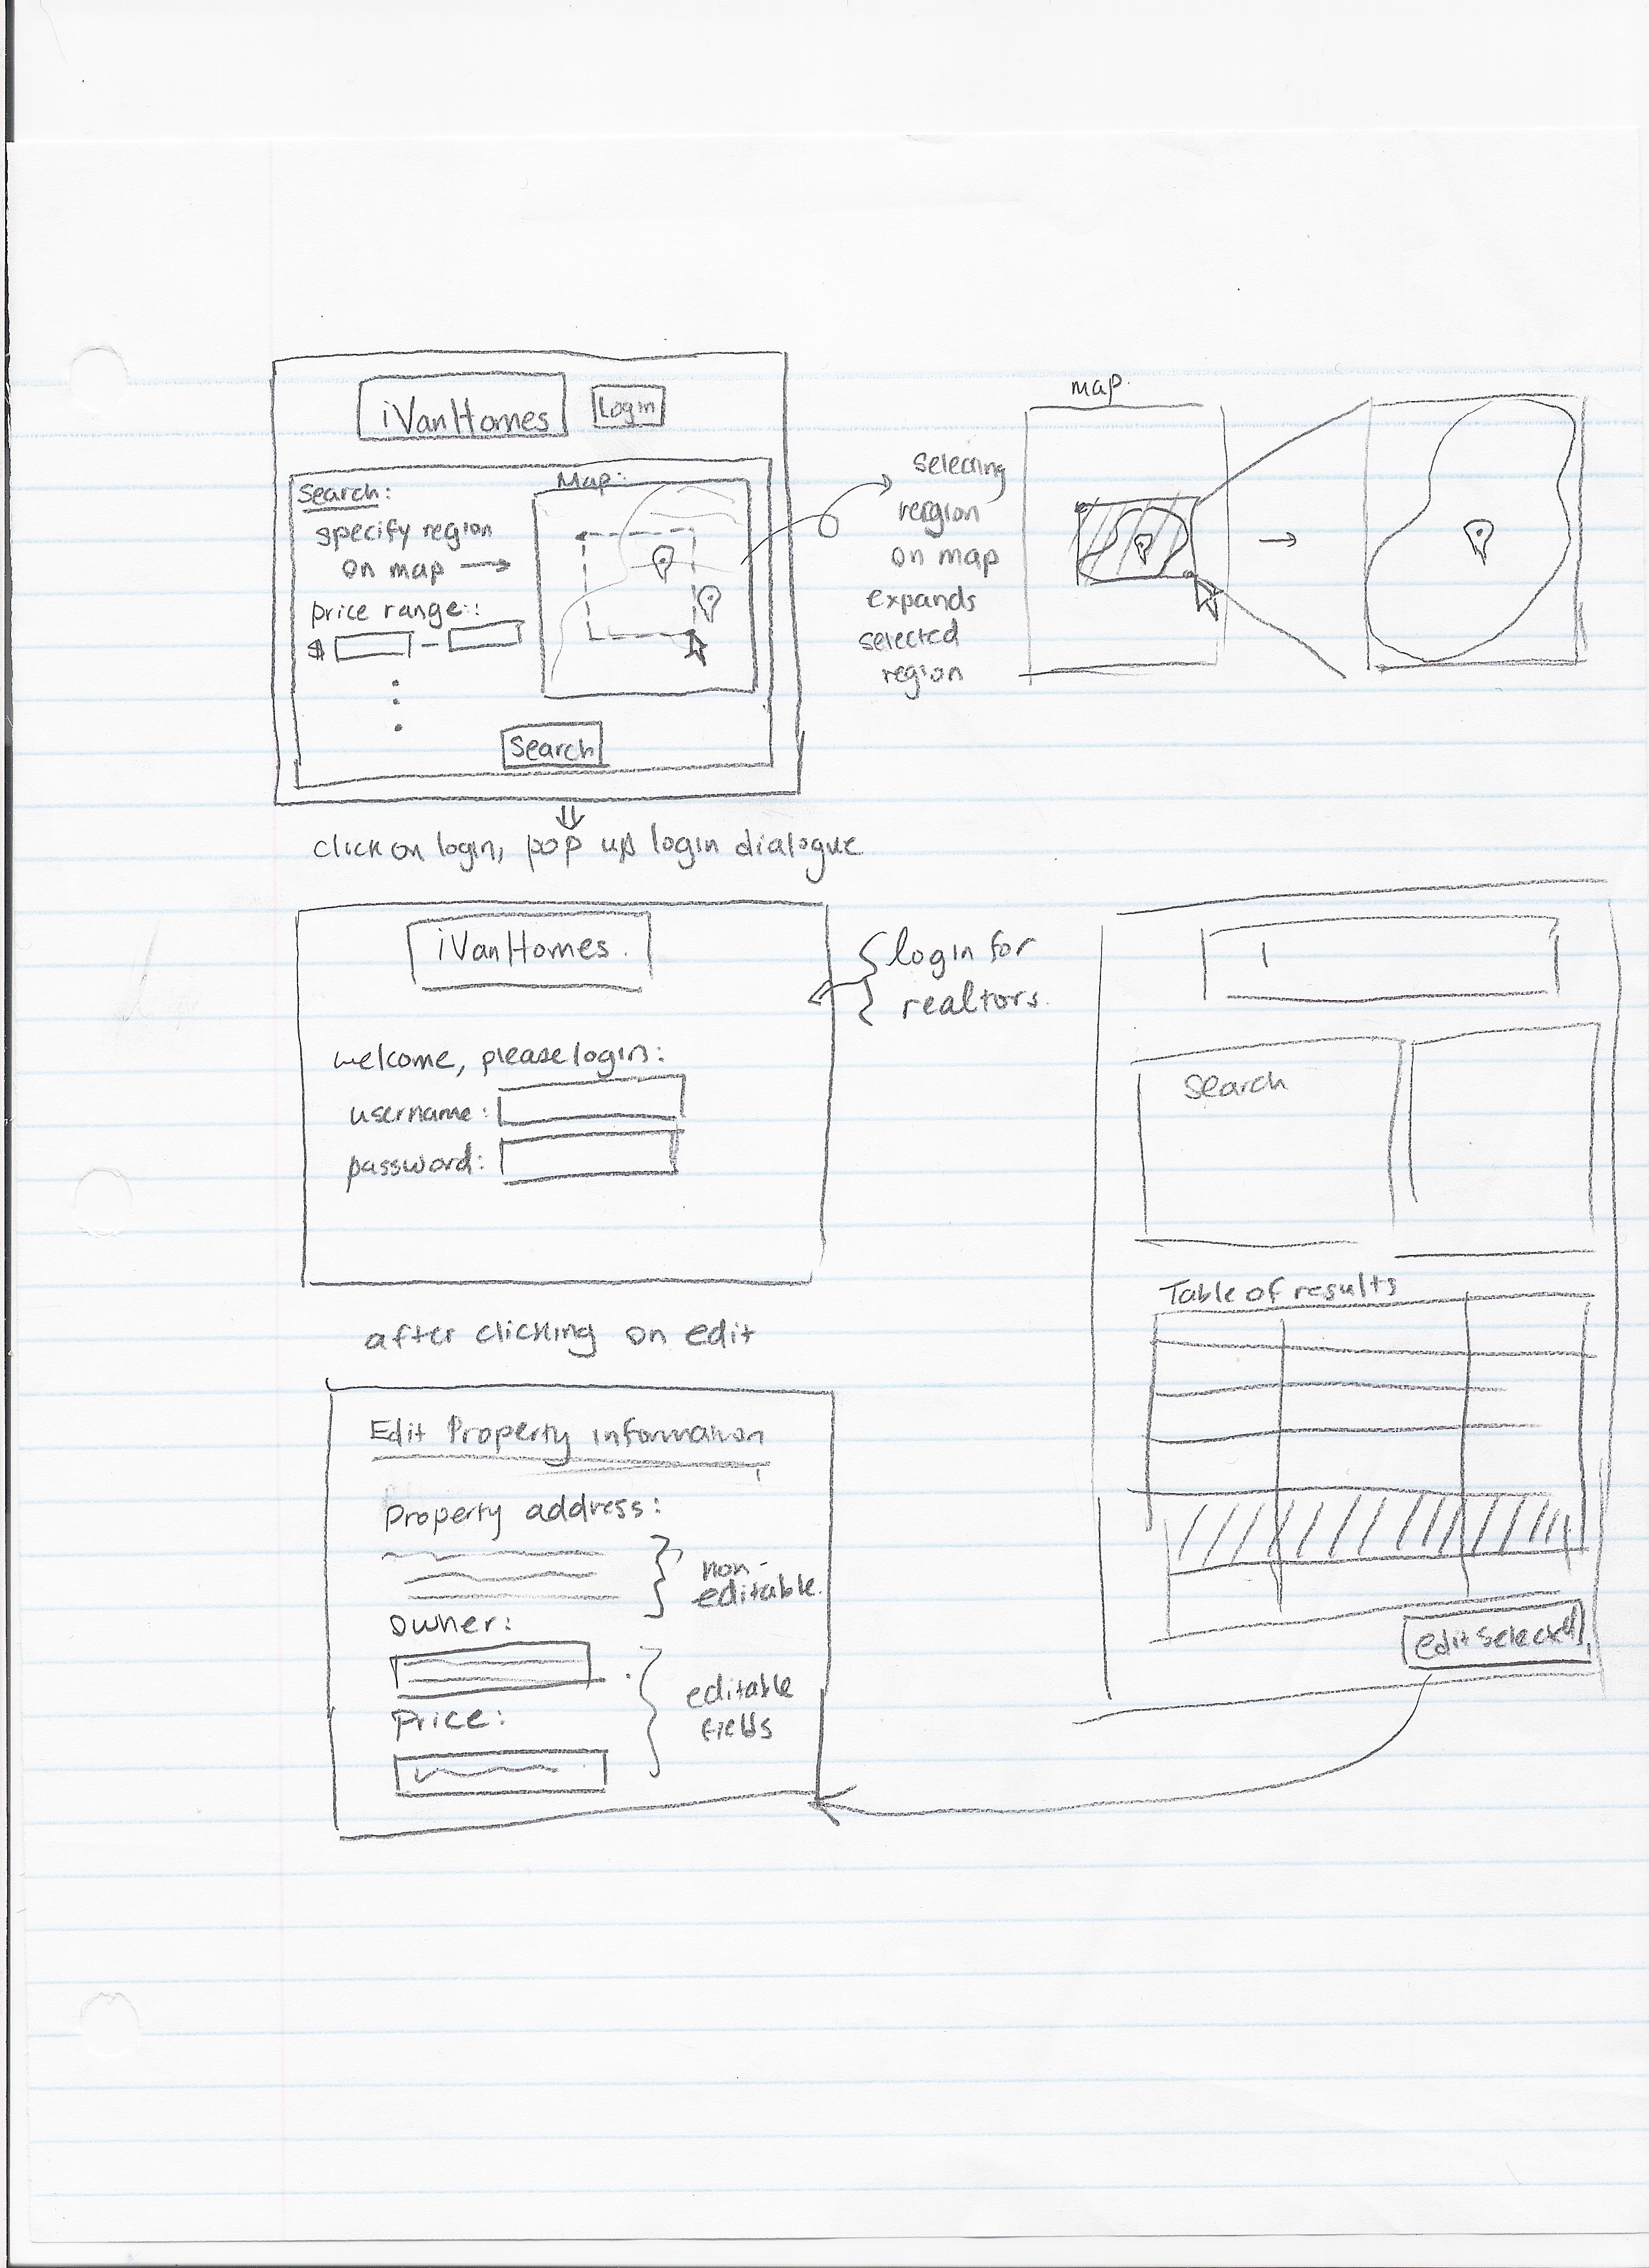 iVanHomes
Login
Search:
specify region
on map →
price range:
$ –
Search
Map:
Selecting
rergion
on map
expands
selected
region
map.
→
click on login, pop up login dialogue
iVanHomes.
welcome, please login:
username:
password:
{ login for
realtors.
after clicking on edit
Edit Property information
Property address:
non-
editable.
owner:
Price:
editable
fields
Search
Table of results
edit selected